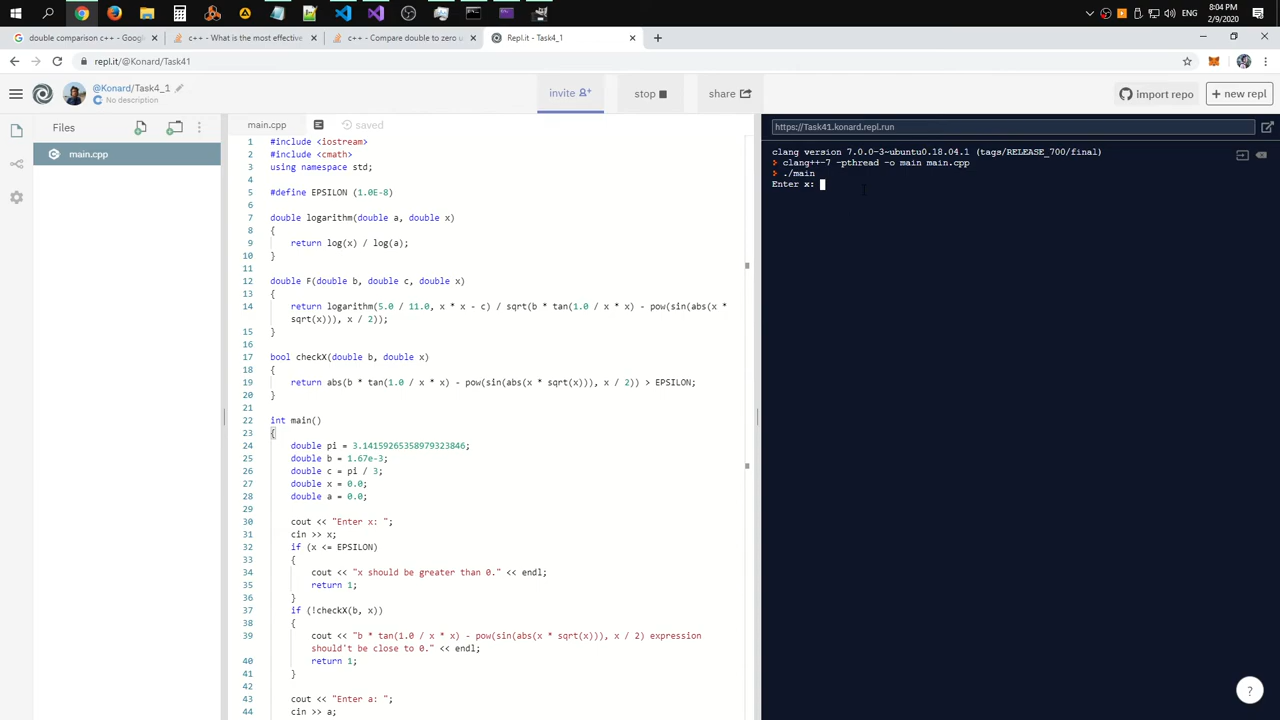 8:04 PM
2/9/2020
double comparison c++ - Google
c++ - What is the most effective
c++ - Compare double to zero u
Repl.it - Task4_1
repl.it/@Konard/Task41
@Konard/Task4_1
No description
invite
stop
share
import repo
+ new repl
Files
main.cpp
main.cpp
saved
https://Task41.konard.repl.run
1 #include <iostream>
2 #include <cmath>
3 using namespace std;
4
5 #define EPSILON (1.0E-8)
6
7 double logarithm(double a, double x)
8 {
9 return log(x) / log(a);
10 }
11
12 double F(double b, double c, double x)
13 {
14 return logarithm(5.0 / 11.0, x * x - c) / sqrt(b * tan(1.0 / x * x) - pow(sin(abs(x *
sqrt(x))), x / 2));
15 }
16
17 bool checkX(double b, double x)
18 {
19 return abs(b * tan(1.0 / x * x) - pow(sin(abs(x * sqrt(x))), x / 2)) > EPSILON;
20 }
21
22 int main()
23 {
24 double pi = 3.14159265358979323846;
25 double b = 1.67e-3;
26 double c = pi / 3;
27 double x = 0.0;
28 double a = 0.0;
29
30 cout << "Enter x: ";
31 cin >> x;
32 if (x <= EPSILON)
33 {
34 cout << "x should be greater than 0." << endl;
35 return 1;
36 }
37 if (!checkX(b, x))
38 {
39 cout << "b * tan(1.0 / x * x) - pow(sin(abs(x * sqrt(x))), x / 2) expression
should't be close to 0." << endl;
40 return 1;
41 }
42
43 cout << "Enter a: ";
44 cin >> a;
clang version 7.0.0-3~ubuntu0.18.04.1 (tags/RELEASE_700/final)
> clang++-7 -pthread -o main main.cpp
> ./main
Enter x:
?